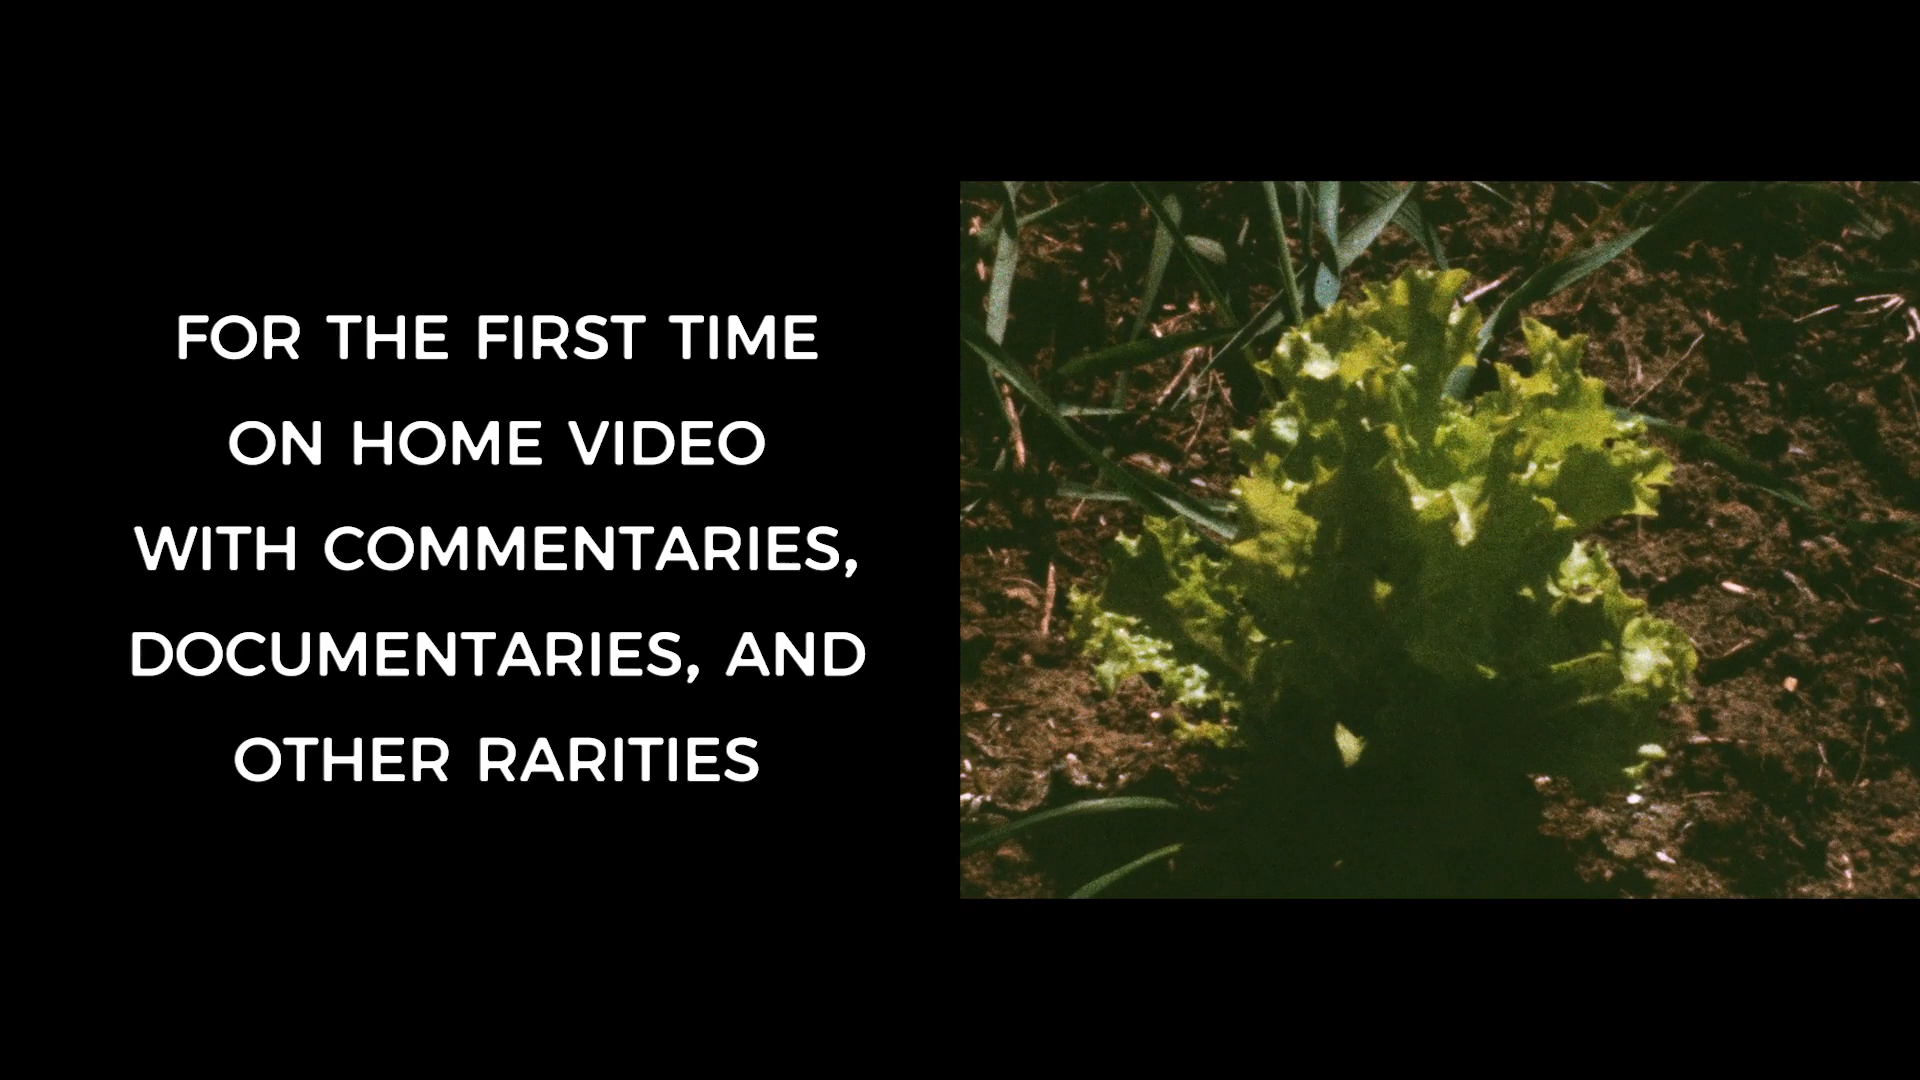 FOR THE FIRST TIME
ON HOME VIDEO
WITH COMMENTARIES,
DOCUMENTARIES, AND
OTHER RARITIES